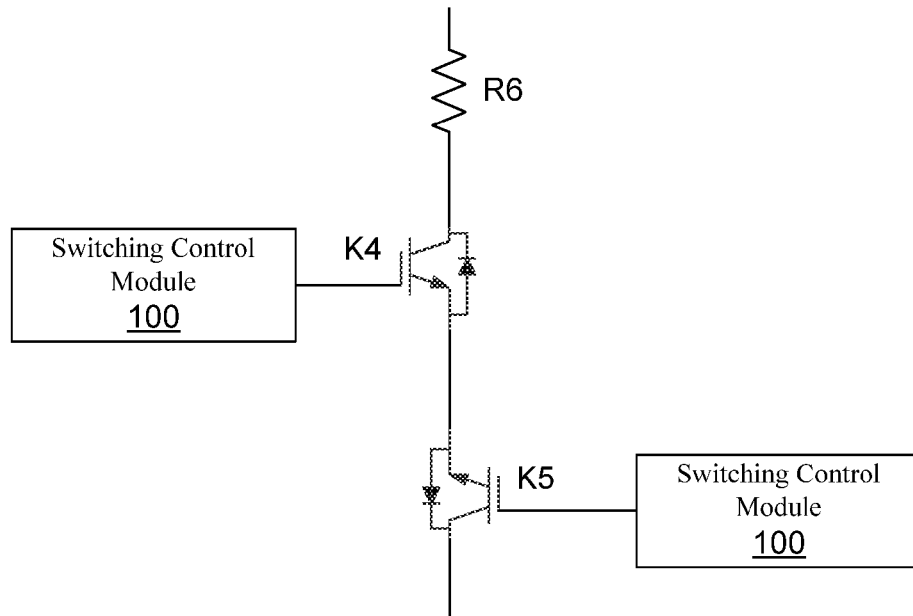 R6
Switching Control
Module
100
K4
K5
Switching Control
Module
100